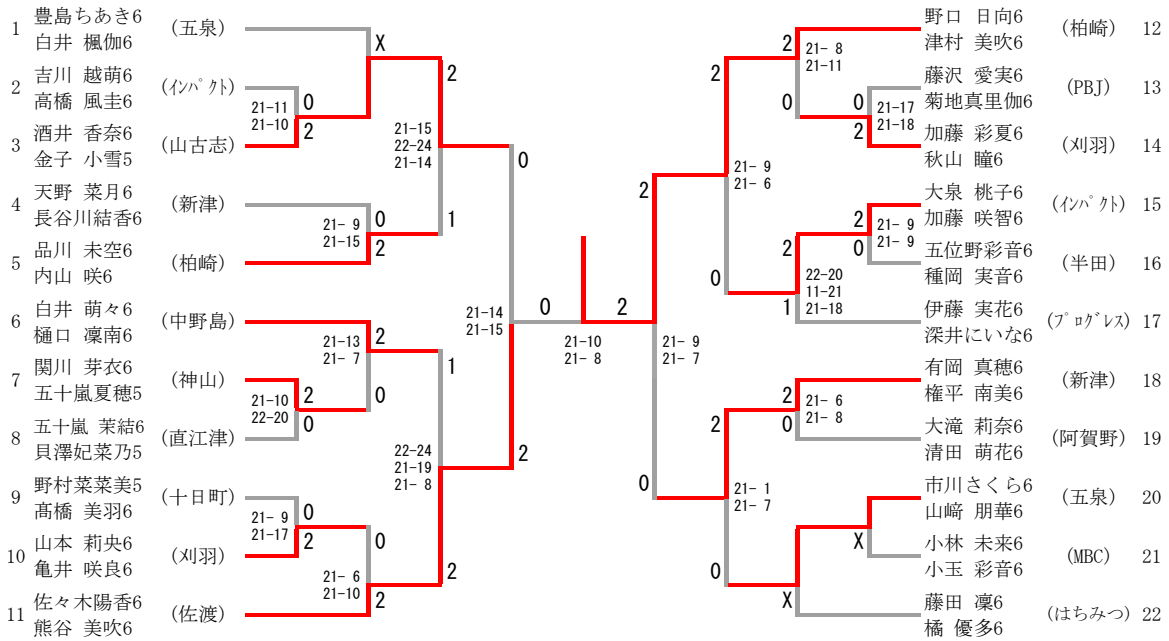 1 豊島ちあき6 (五泉)
白井 楓伽6
2 吉川 越萌6 (インパクト)
高橋 風圭6
3 酒井 香奈6 (山古志)
金子 小雪5
4 天野 菜月6 (新津)
長谷川結香6
5 品川 未空6 (柏崎)
内山 咲6
6 白井 萌々6 (中野島)
樋口 凜南6
7 関川 芽衣6 (神山)
五十嵐夏穂5
8 五十嵐 茉結6 (直江津)
貝澤妃菜乃5
9 野村菜菜美5 (十日町)
髙橋 美羽6
10 山本 莉央6 (刈羽)
亀井 咲良6
11 佐々木陽香6 (佐渡)
熊谷 美吹6
X
21-11
21-10
0
2
2
21-15
22-24
21-14
21- 9
21-15
0
2
1
0
21-13
21- 7
2
0
21-10
22-20
2
0
1
22-24
21-19
21- 8
21- 9
21-17
0
2
0
21- 6
21-10
2
2
2
21-14
21-15
0
2
21-10
21- 8
2
21- 8
21-11
0
0
2
21-17
21-18
2
21- 9
21- 6
2
2
0
21- 9
21- 9
2
22-20
11-21
21-18
1
0
2
21- 9
21- 7
0
2
0
21- 6
21- 8
2
21- 1
21- 7
X
0
X
野口 日向6 (柏崎) 12
津村 美吹6
藤沢 愛実6 (PBJ) 13
菊地真里伽6
加藤 彩夏6 (刈羽) 14
秋山 瞳6
大泉 桃子6 (インパクト) 15
加藤 咲智6
五位野彩音6 (半田) 16
種岡 実音6
伊藤 実花6 (プログレス) 17
深井にいな6
有岡 真穂6 (新津) 18
権平 南美6
大滝 莉奈6 (阿賀野) 19
清田 萌花6
市川さくら6 (五泉) 20
山﨑 朋華6
小林 未来6 (MBC) 21
小玉 彩音6
藤田 凜6 (はちみつ) 22
橘 優多6